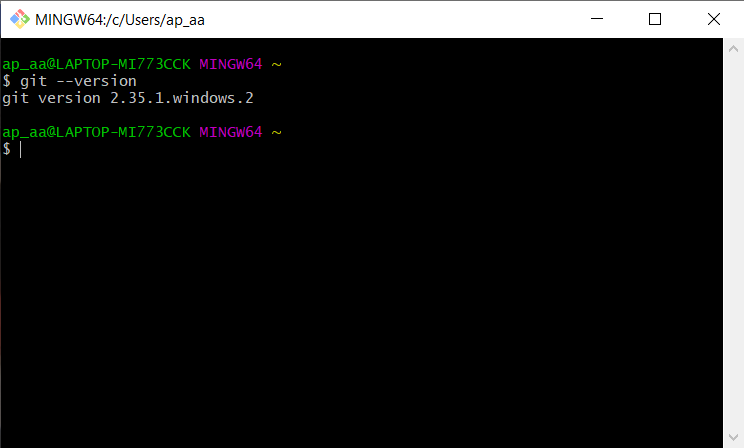 MINGW64:/c/Users/ap_aa
ap_aa@LAPTOP-MI773CCK MINGW64 ~
$ git --version
git version 2.35.1.windows.2
ap_aa@LAPTOP-MI773CCK MINGW64 ~
$